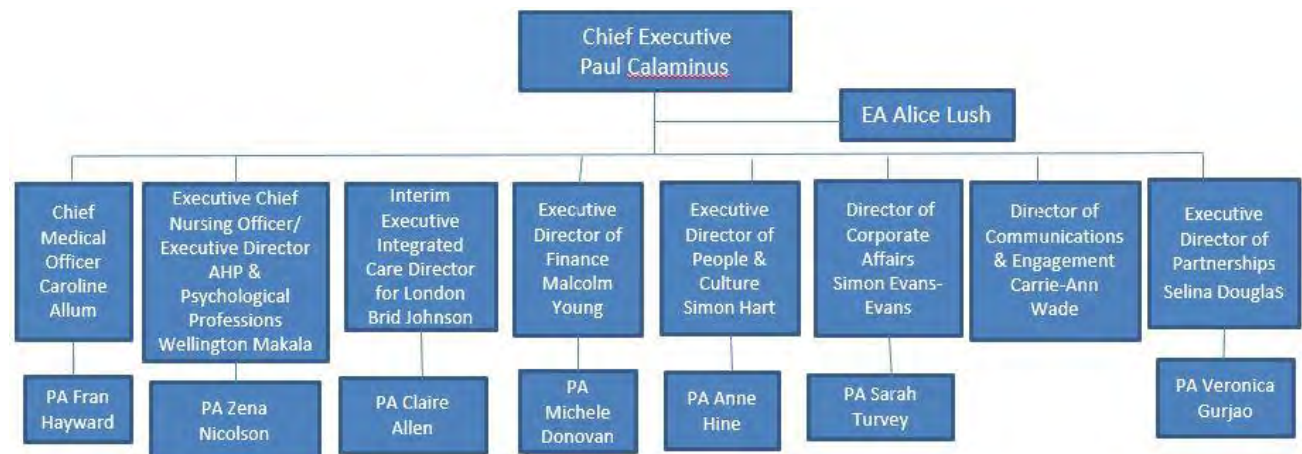 Chief Executive
Paul Calaminus
EA Alice Lush
Chief
Medical
Officer
Caroline
Allum
Executive Chief
Nursing Officer/
Executive Director
AHP &
Psychological
Professions
Wellington Makala
Interim
Executive
Integrated
Care Director
for London
Brid Johnson
Executive
Director of
Finance
Malcolm
Young
Executive
Director of
People &
Culture
Simon Hart
Director of
Corporate
Affairs
Simon Evans-
Evans
Director of
Communications
& Engagement
Carrie-Ann
Wade
Executive
Director of
Partnerships
Selina Douglas
PA Fran
Hayward
PA Zena
Nicolson
PA Claire
Allen
PA
Michele
Donovan
PA Anne
Hine
PA Sarah
Turvey
PA Veronica
Gurjao